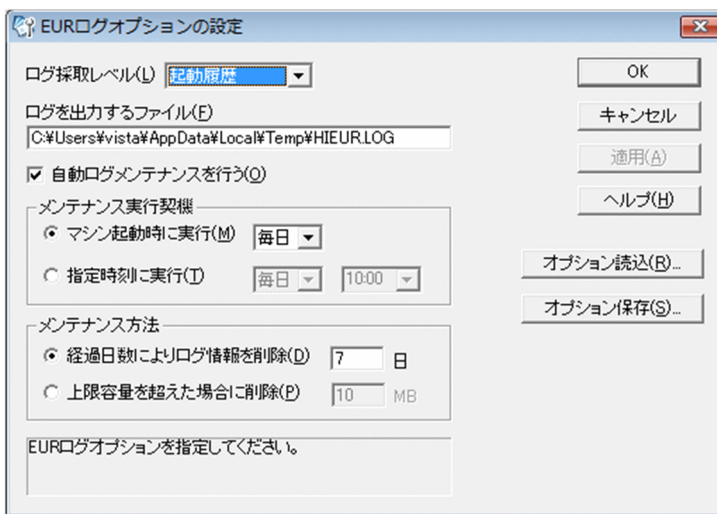 EURログオプションの設定
ログ採取レベル(L) 起動履歴
OK
ログを出力するファイル(F)
キャンセル
C:¥Users¥vista¥AppData¥Local¥Temp¥HIEUR.LOG
適用(A)
自動ログメンテナンスを行う(O)
ヘルプ(H)
メンテナンス実行契機
マシン起動時に実行(M) 毎日
指定時刻に実行(T) 毎日 10:00
オプション読込(R)...
オプション保存(S)...
メンテナンス方法
経過日数によりログ情報を削除(D) 7 日
上限容量を超えた場合に削除(P) 10 MB
EURログオプションを指定してください。